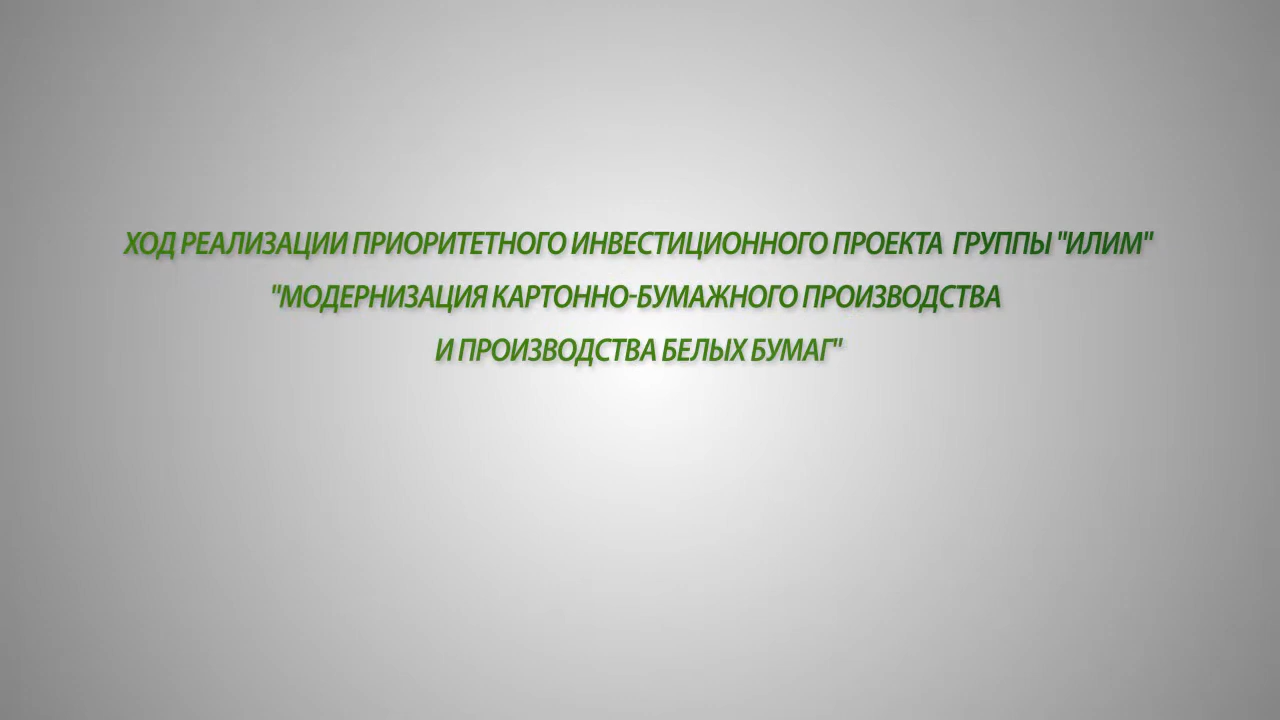 ХОД РЕАЛИЗАЦИИ ПРИОРИТЕТНОГО ИНВЕСТИЦИОННОГО ПРОЕКТА ГРУППЫ "ИЛИМ"
"МОДЕРНИЗАЦИЯ КАРТОННО-БУМАЖНОГО ПРОИЗВОДСТВА
И ПРОИЗВОДСТВА БЕЛЫХ БУМАГ"